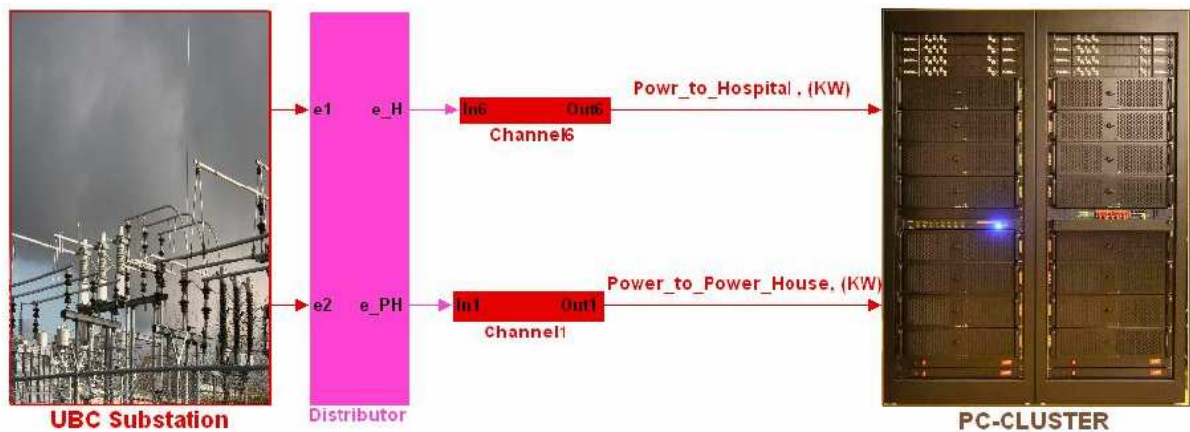 Powr_to_Hospital , (KW)
e1 e_H In6 Out6
Channel6
Power_to_Power_House, (KW)
e2 e_PH In1 Out1
Channel1
UBC Substation Distributor PC-CLUSTER